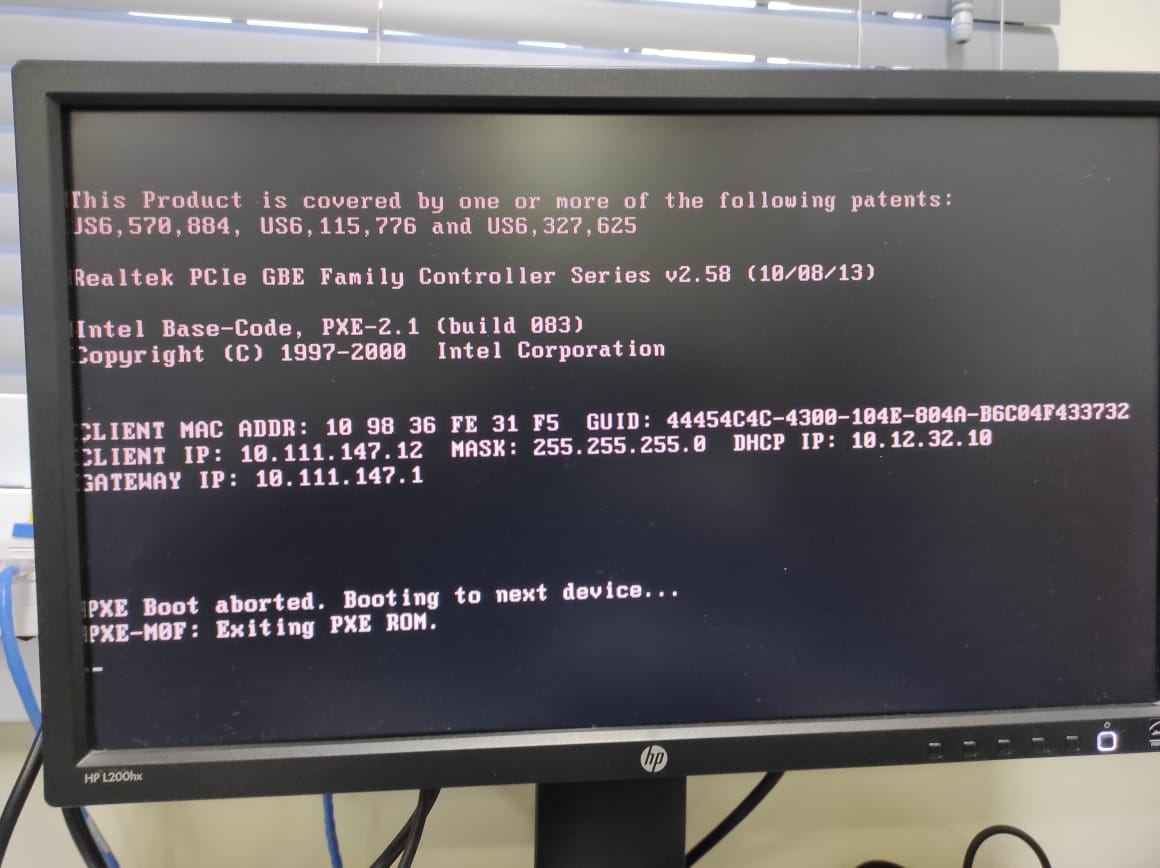 This Product is covered by one or more of the following patents:
US6,570,884, US6,115,776 and US6,327,625
Realtek PCIe GBE Family Controller Series v2.58 (10/08/13)
Intel Base-Code, PXE-2.1 (build 083)
Copyright (C) 1997-2000 Intel Corporation
CLIENT MAC ADDR: 10 98 36 FE 31 F5 GUID: 44454C4C-4300-104E-804A-B6C04F433732
CLIENT IP: 10.111.147.12 MASK: 255.255.255.0 DHCP IP: 10.12.32.10
GATEWAY IP: 10.111.147.1
PXE Boot aborted. Booting to next device...
PXE-M0F: Exiting PXE ROM.
hp
HP L200hx